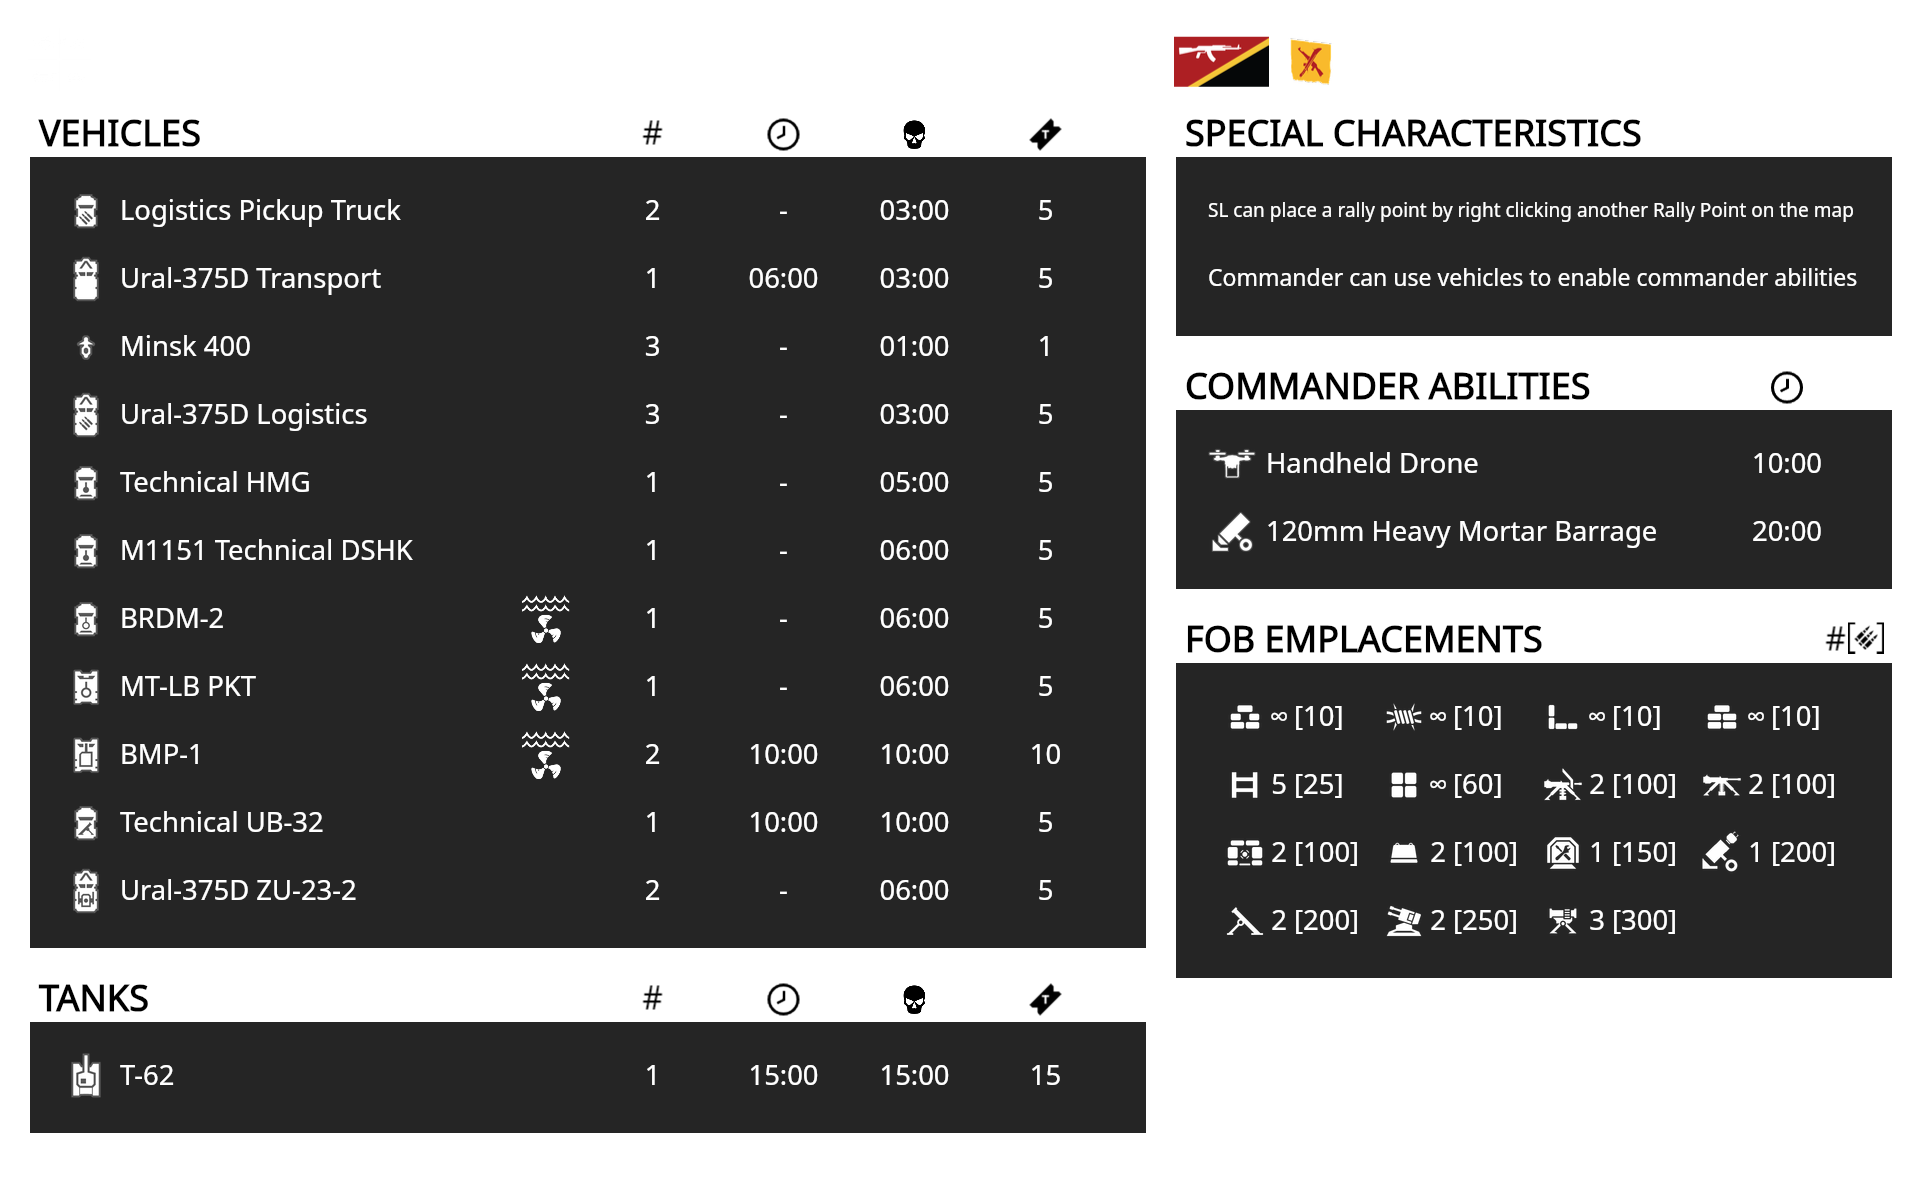 VEHICLES #
Logistics Pickup Truck 2 - 03:00 5
Ural-375D Transport 1 06:00 03:00 5
Minsk 400 3 - 01:00 1
Ural-375D Logistics 3 - 03:00 5
Technical HMG 1 - 05:00 5
M1151 Technical DSHK 1 - 06:00 5
BRDM-2 1 - 06:00 5
MT-LB PKT 1 - 06:00 5
BMP-1 2 10:00 10:00 10
Technical UB-32 1 10:00 10:00 5
Ural-375D ZU-23-2 2 - 06:00 5
TANKS #
T-62 1 15:00 15:00 15
SPECIAL CHARACTERISTICS
SL can place a rally point by right clicking another Rally Point on the map
Commander can use vehicles to enable commander abilities
COMMANDER ABILITIES
Handheld Drone 10:00
120mm Heavy Mortar Barrage 20:00
FOB EMPLACEMENTS #[]
∞ [10] ∞ [10] ∞ [10] ∞ [10]
5 [25] ∞ [60] 2 [100] 2 [100]
2 [100] 2 [100] 1 [150] 1 [200]
2 [200] 2 [250] 3 [300]